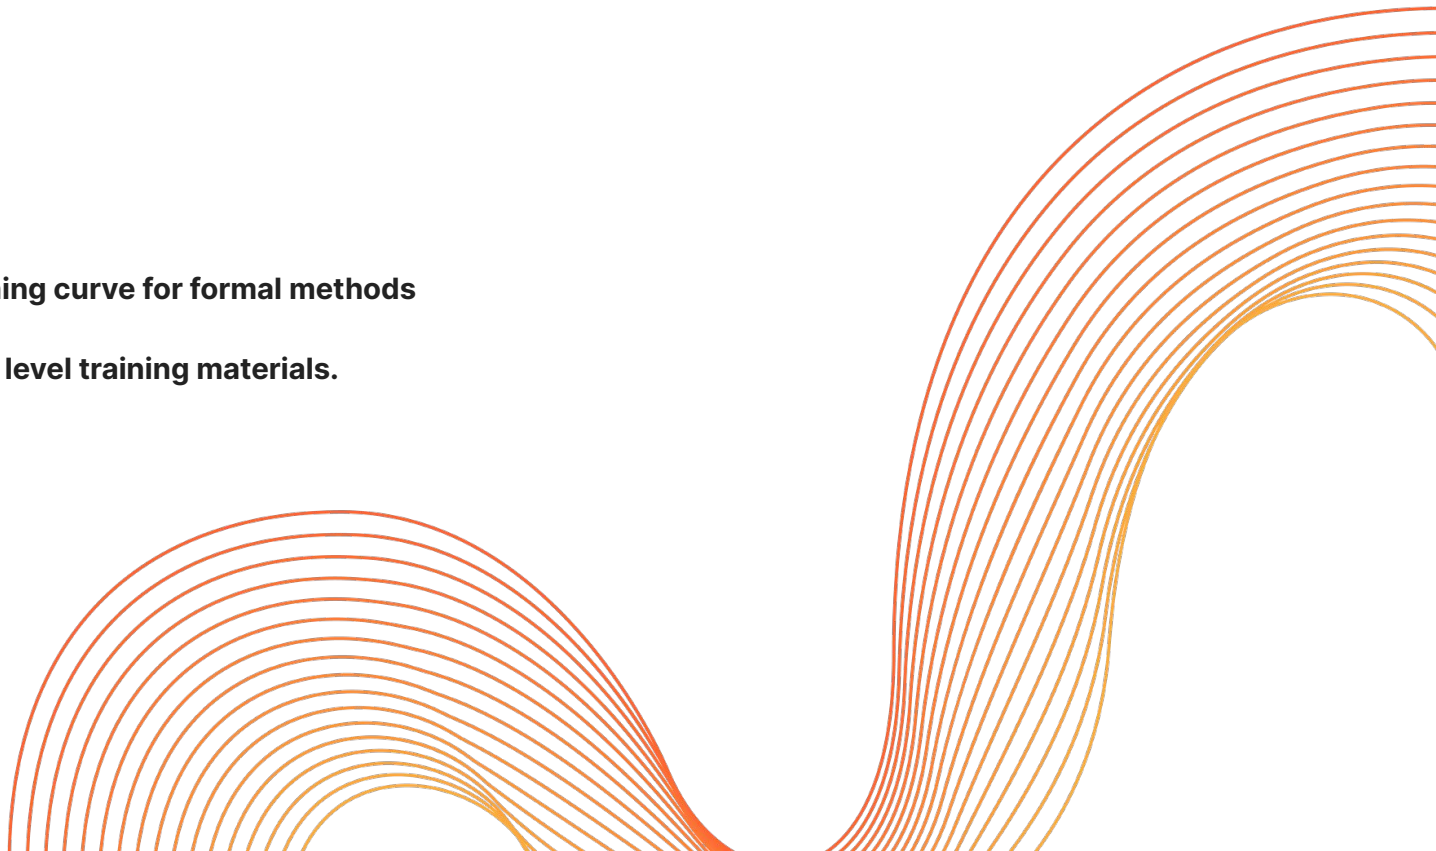 ing curve for formal methods
level training materials.